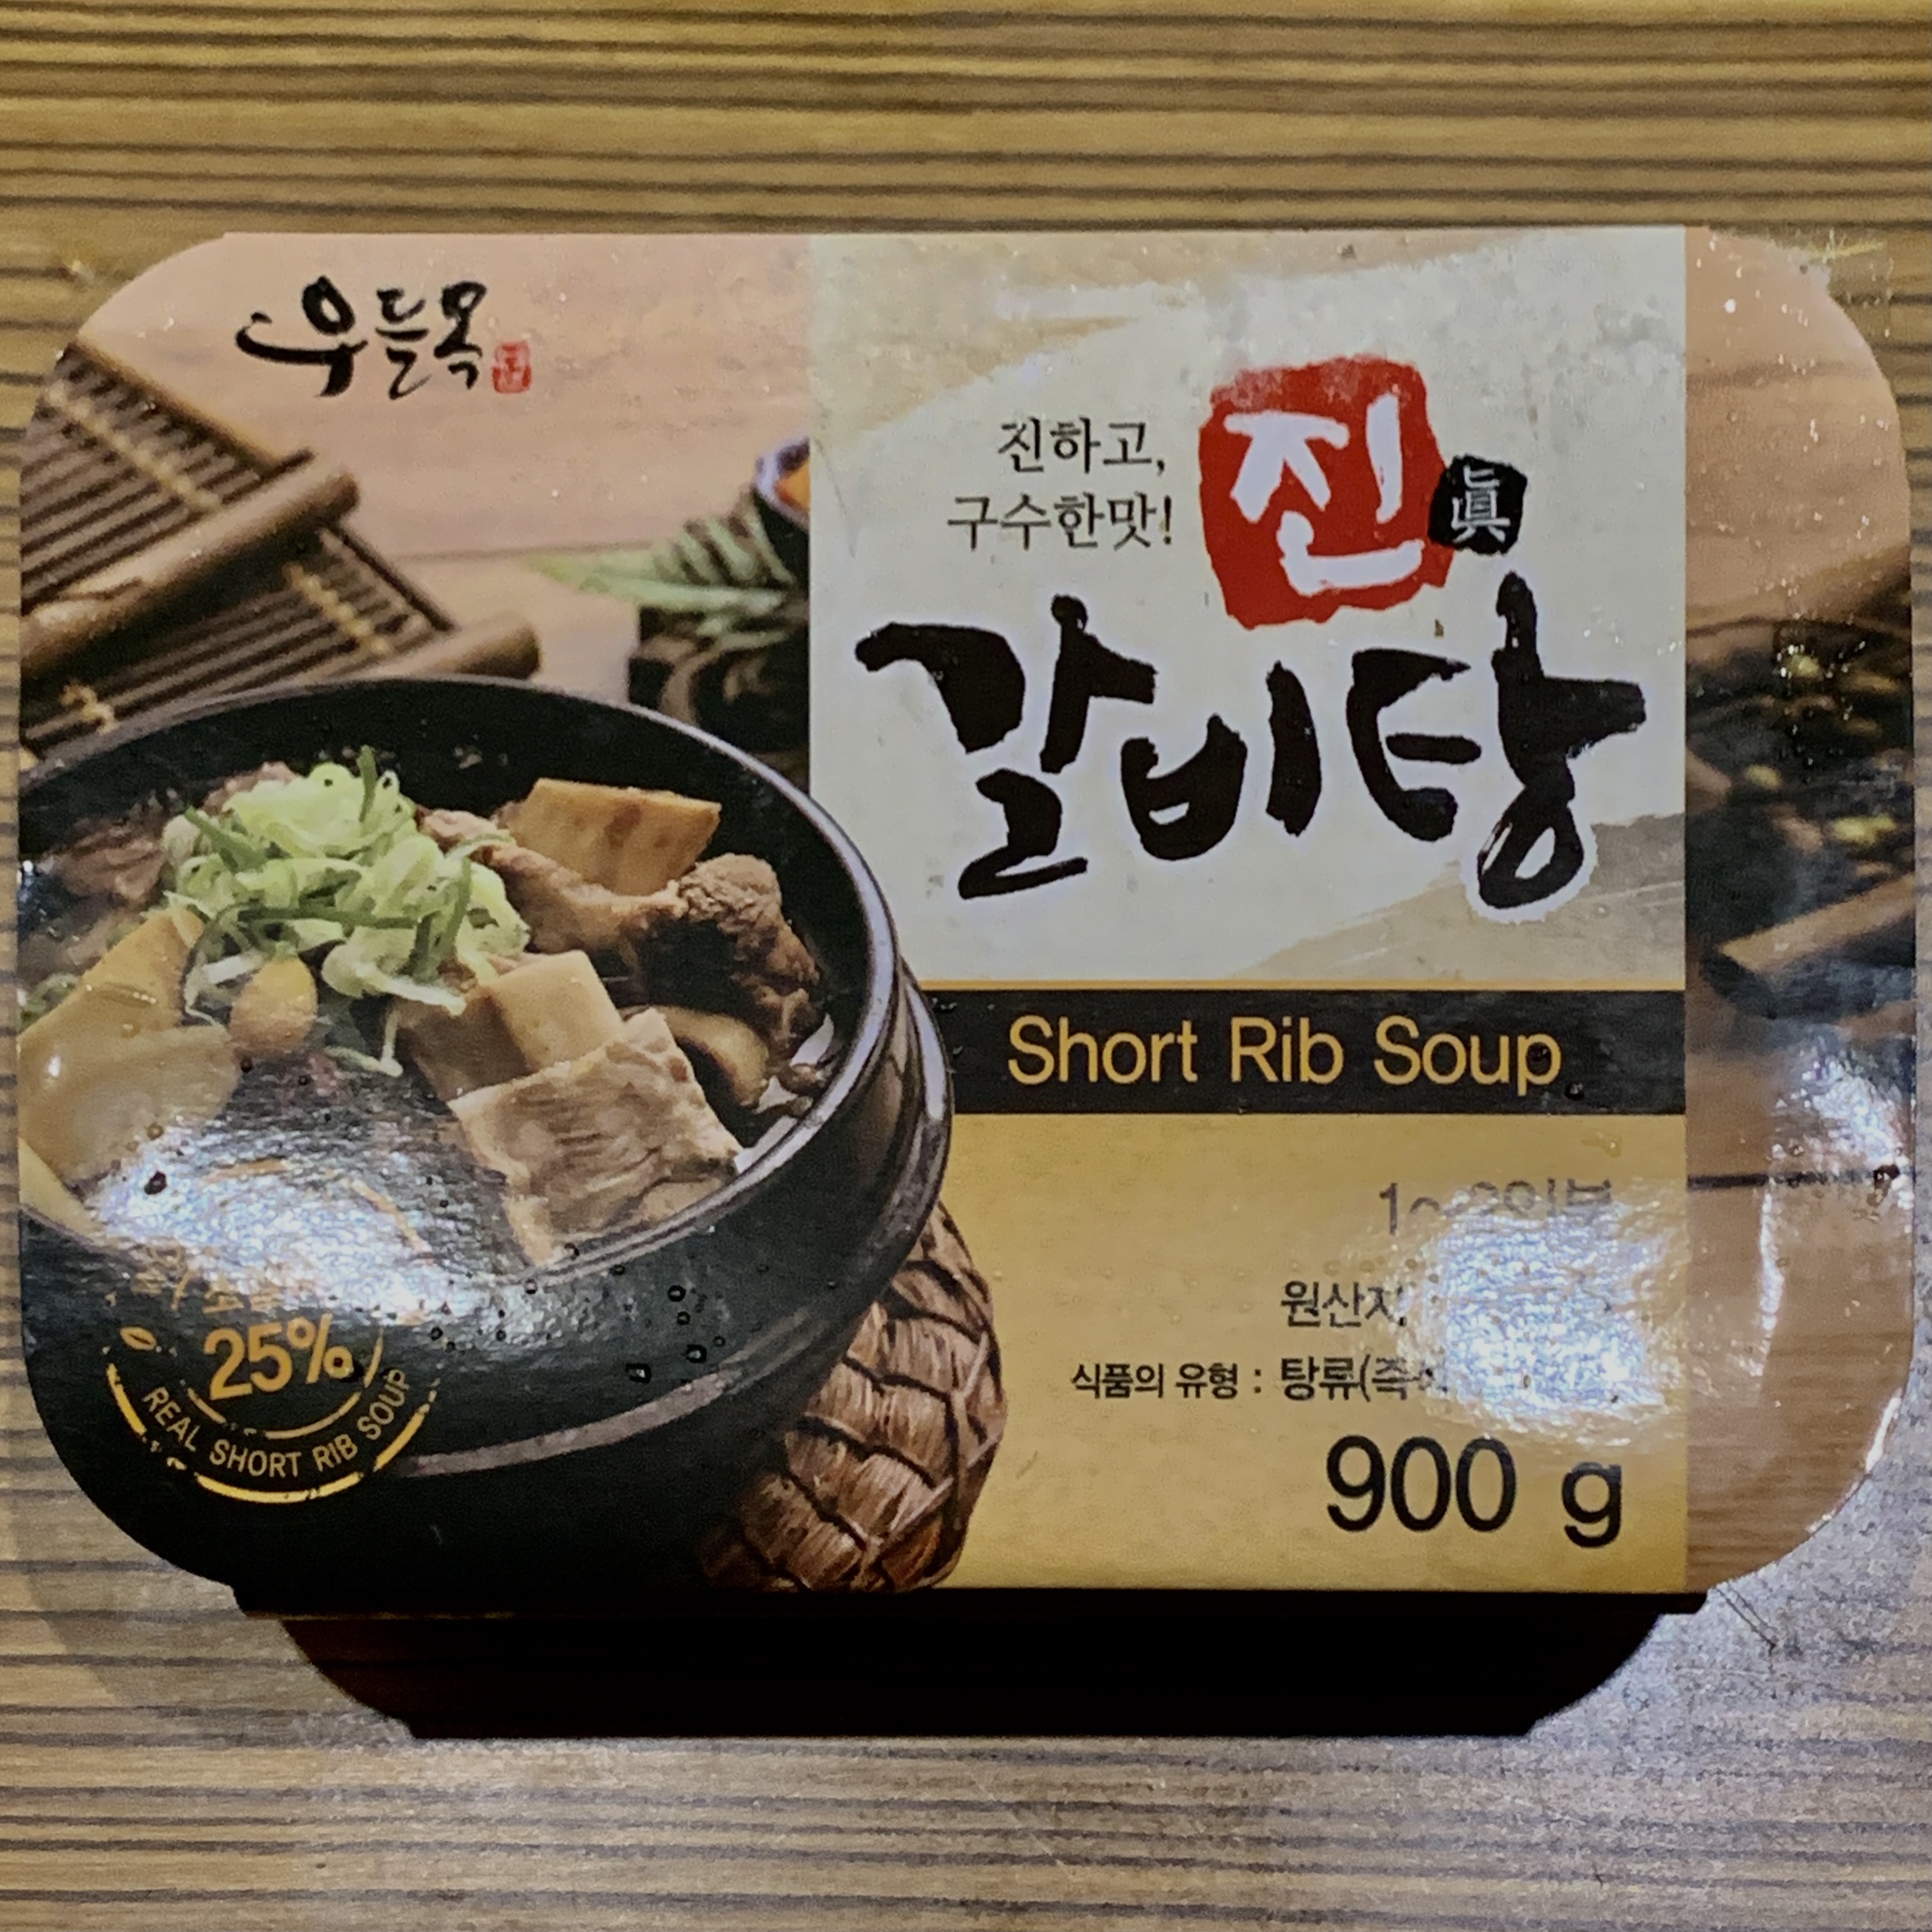 우들목
진하고,
구수한맛!
진
眞
갈비탕
Short Rib Soup
원산지
식품의 유형 : 탕류(즉
900 g
25%
REAL SHORT RIB SOUP